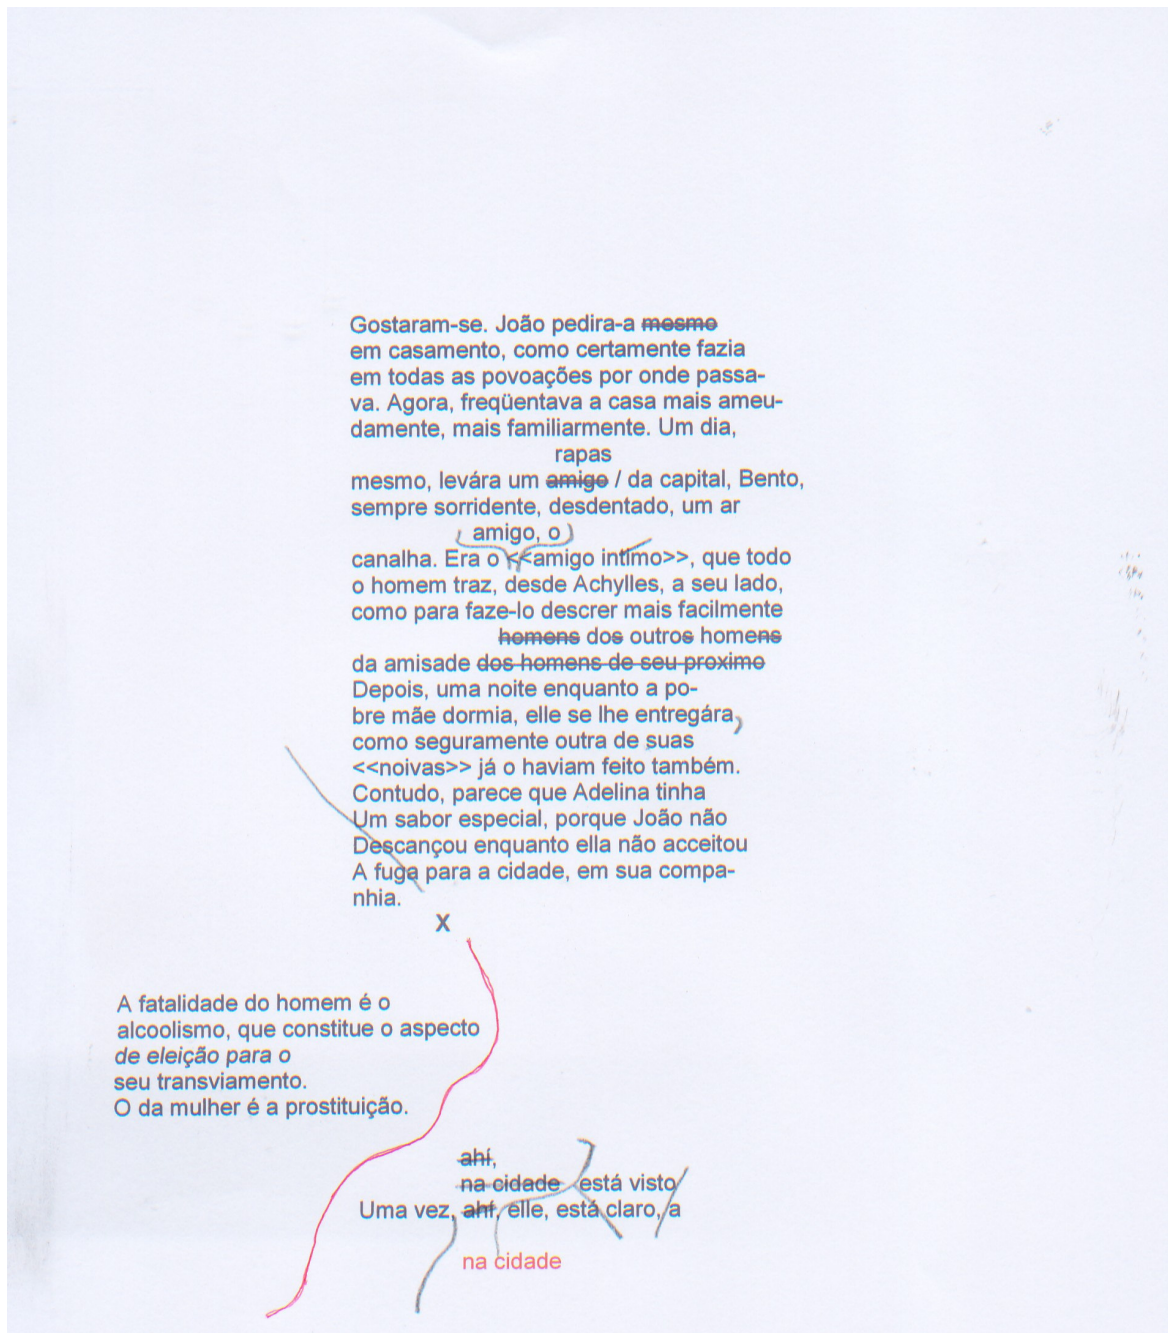 Gostaram-se. João pedira-a mesmo
em casamento, como certamente fazia
em todas as povoações por onde passa-
va. Agora, freqüentava a casa mais ameu-
damente, mais familiarmente. Um dia,
rapas
mesmo, levára um amigo / da capital, Bento,
sempre sorridente, desdentado, um ar
amigo, o
canalha. Era o <<amigo intimo>>, que todo
o homem traz, desde Achylles, a seu lado,
como para faze-lo descrer mais facilmente
homens dos outros homens
da amisade dos homens de seu proximo
Depois, uma noite enquanto a po-
bre mãe dormia, elle se lhe entregára,
como seguramente outra de suas
<<noivas>> já o haviam feito também.
Contudo, parece que Adelina tinha
Um sabor especial, porque João não
Descançou enquanto ella não acceitou
A fuga para a cidade, em sua compa-
nhia.
X
A fatalidade do homem é o
alcoolismo, que constitue o aspecto
de eleição para o
seu transviamento.
O da mulher é a prostituição.
ahí,
na cidade está visto
Uma vez, ahí, elle, está claro, a
na cidade